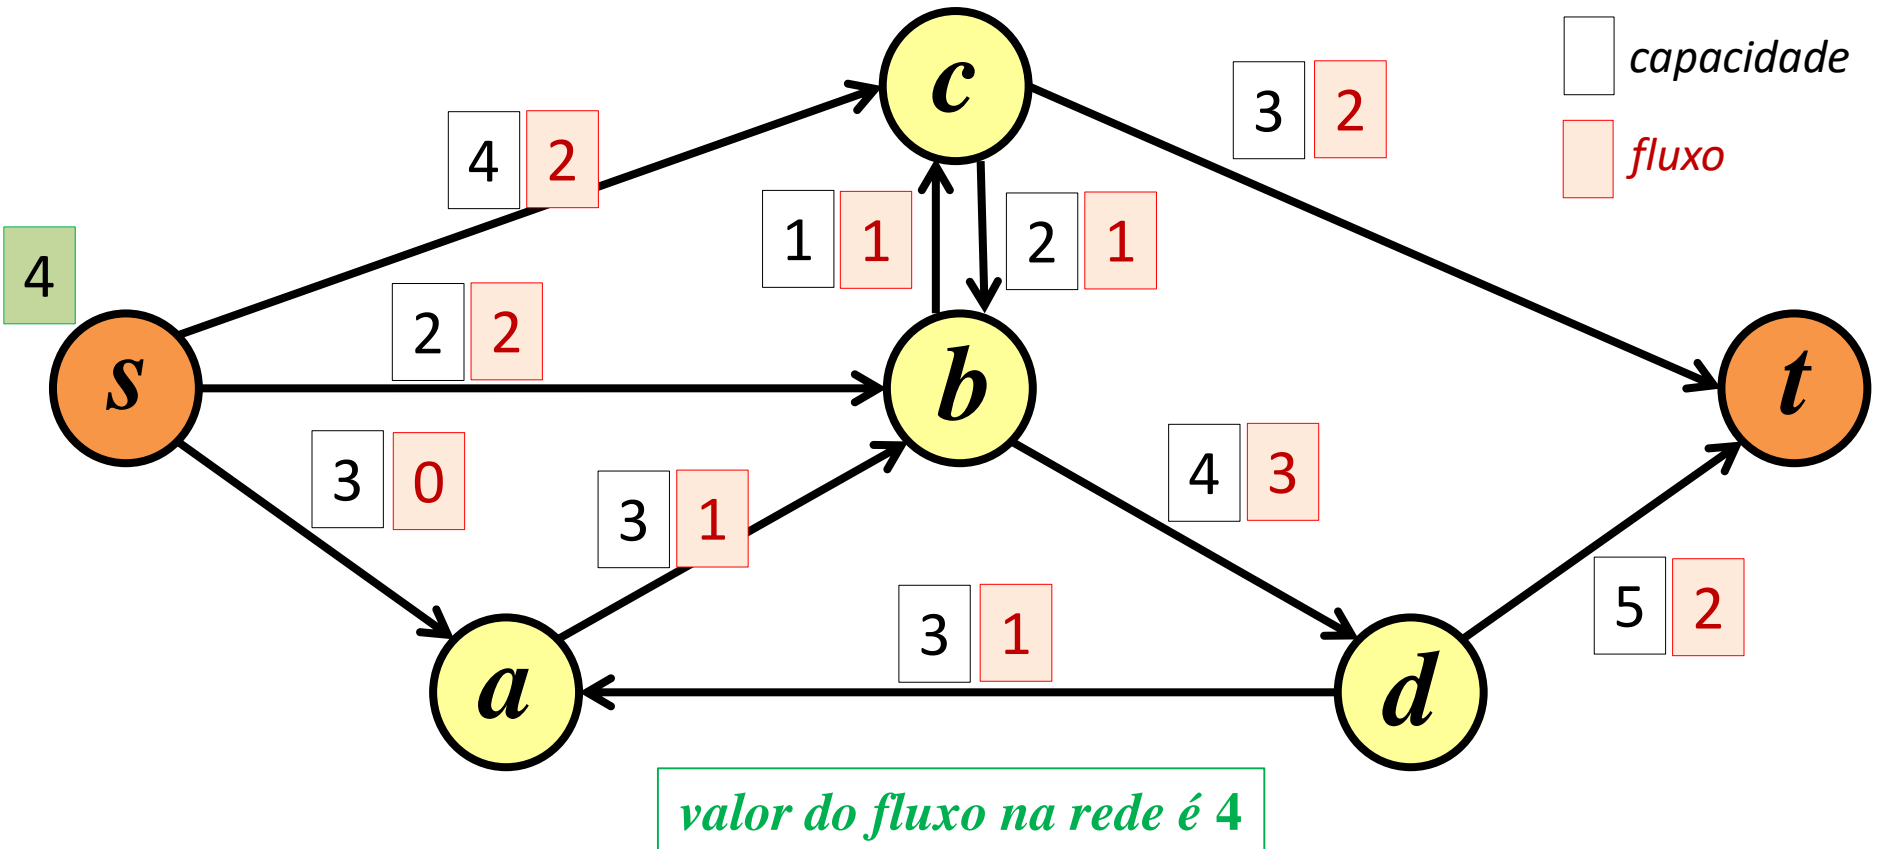 c
capacidade
3 2
fluxo
4 2
1 1
2 1
4
2 2
s
b
t
3 0
3 1
4 3
3 1
5 2
a
d
valor do fluxo na rede é 4